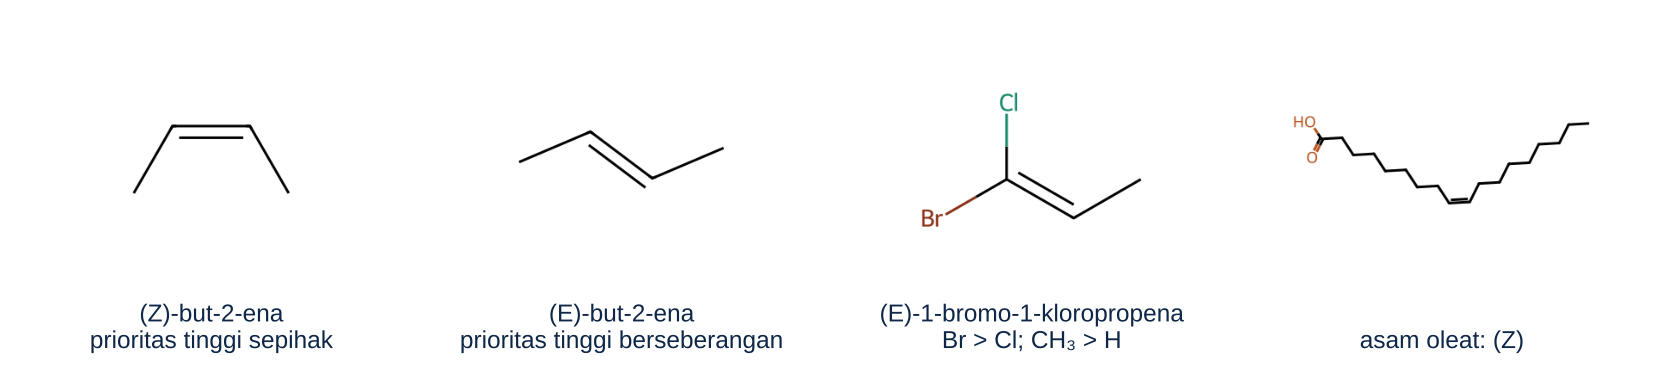 Cl
Br
HO
O
(Z)-but-2-ena
prioritas tinggi sepihak
(E)-but-2-ena
prioritas tinggi berseberangan
(E)-1-bromo-1-kloropropena
Br > Cl; CH₃ > H
asam oleat: (Z)